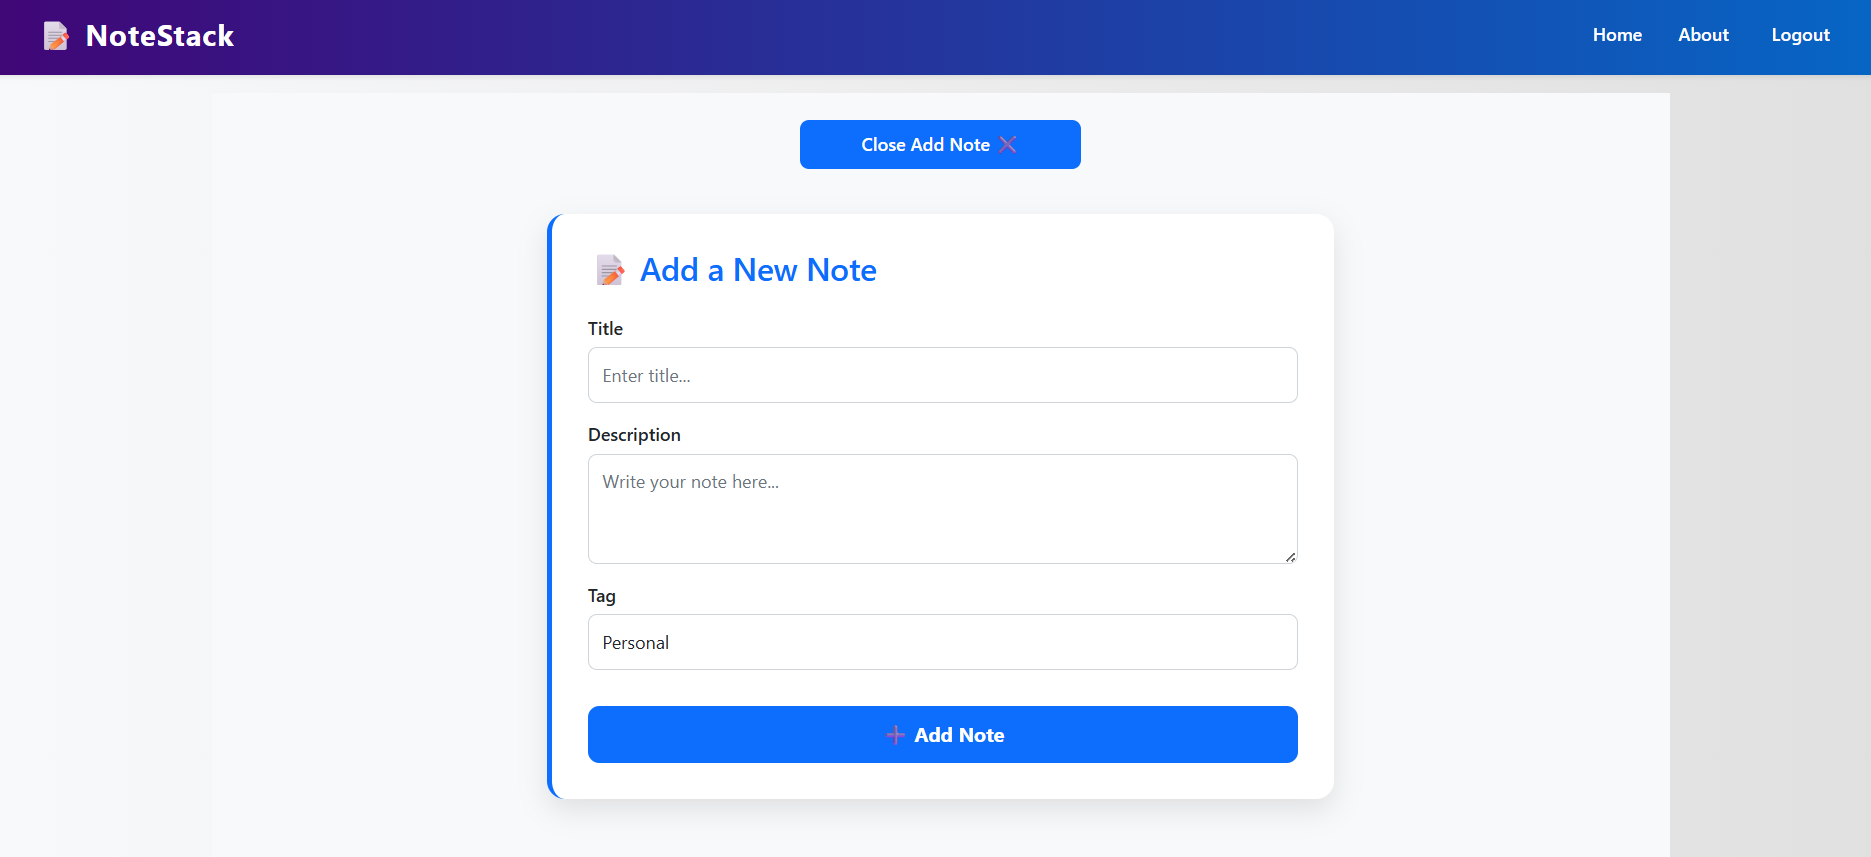 NoteStack
Home About Logout
Close Add Note
Add a New Note
Title
Enter title...
Description
Write your note here...
Tag
Personal
Add Note